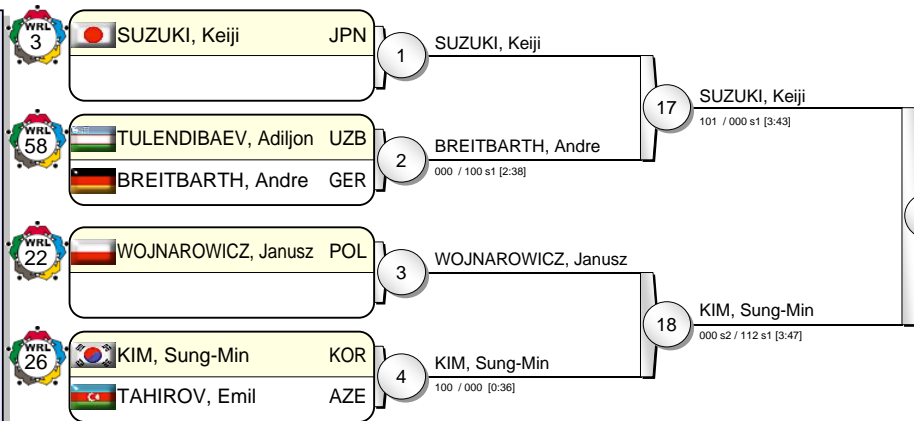 WRL
3
SUZUKI, Keiji JPN
1
SUZUKI, Keiji
WRL
58
TULENDIBAEV, Adiljon UZB
BREITBARTH, Andre GER
2
BREITBARTH, Andre
000 / 100 s1 [2:38]
17
SUZUKI, Keiji
101 / 000 s1 [3:43]
WRL
22
WOJNAROWICZ, Janusz POL
3
WOJNAROWICZ, Janusz
WRL
26
KIM, Sung-Min KOR
TAHIROV, Emil AZE
4
KIM, Sung-Min
100 / 000 [0:36]
18
KIM, Sung-Min
000 s2 / 112 s1 [3:47]